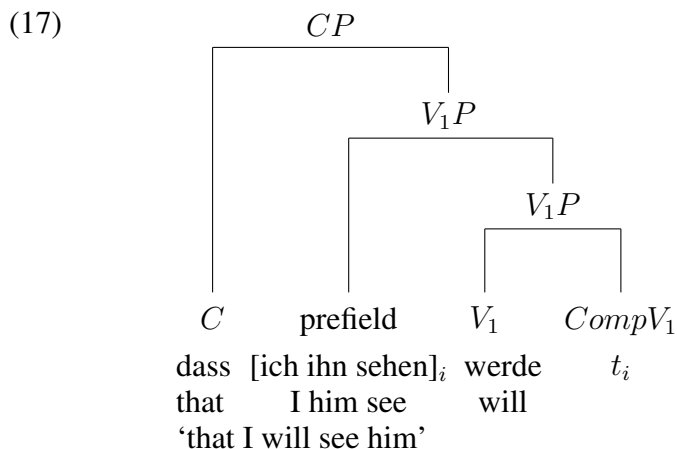 (17)
CP
V₁P
V₁P
C prefield V₁ CompV₁
dass [ich ihn sehen]ᵢ werde tᵢ
that I him see will
‘that I will see him’